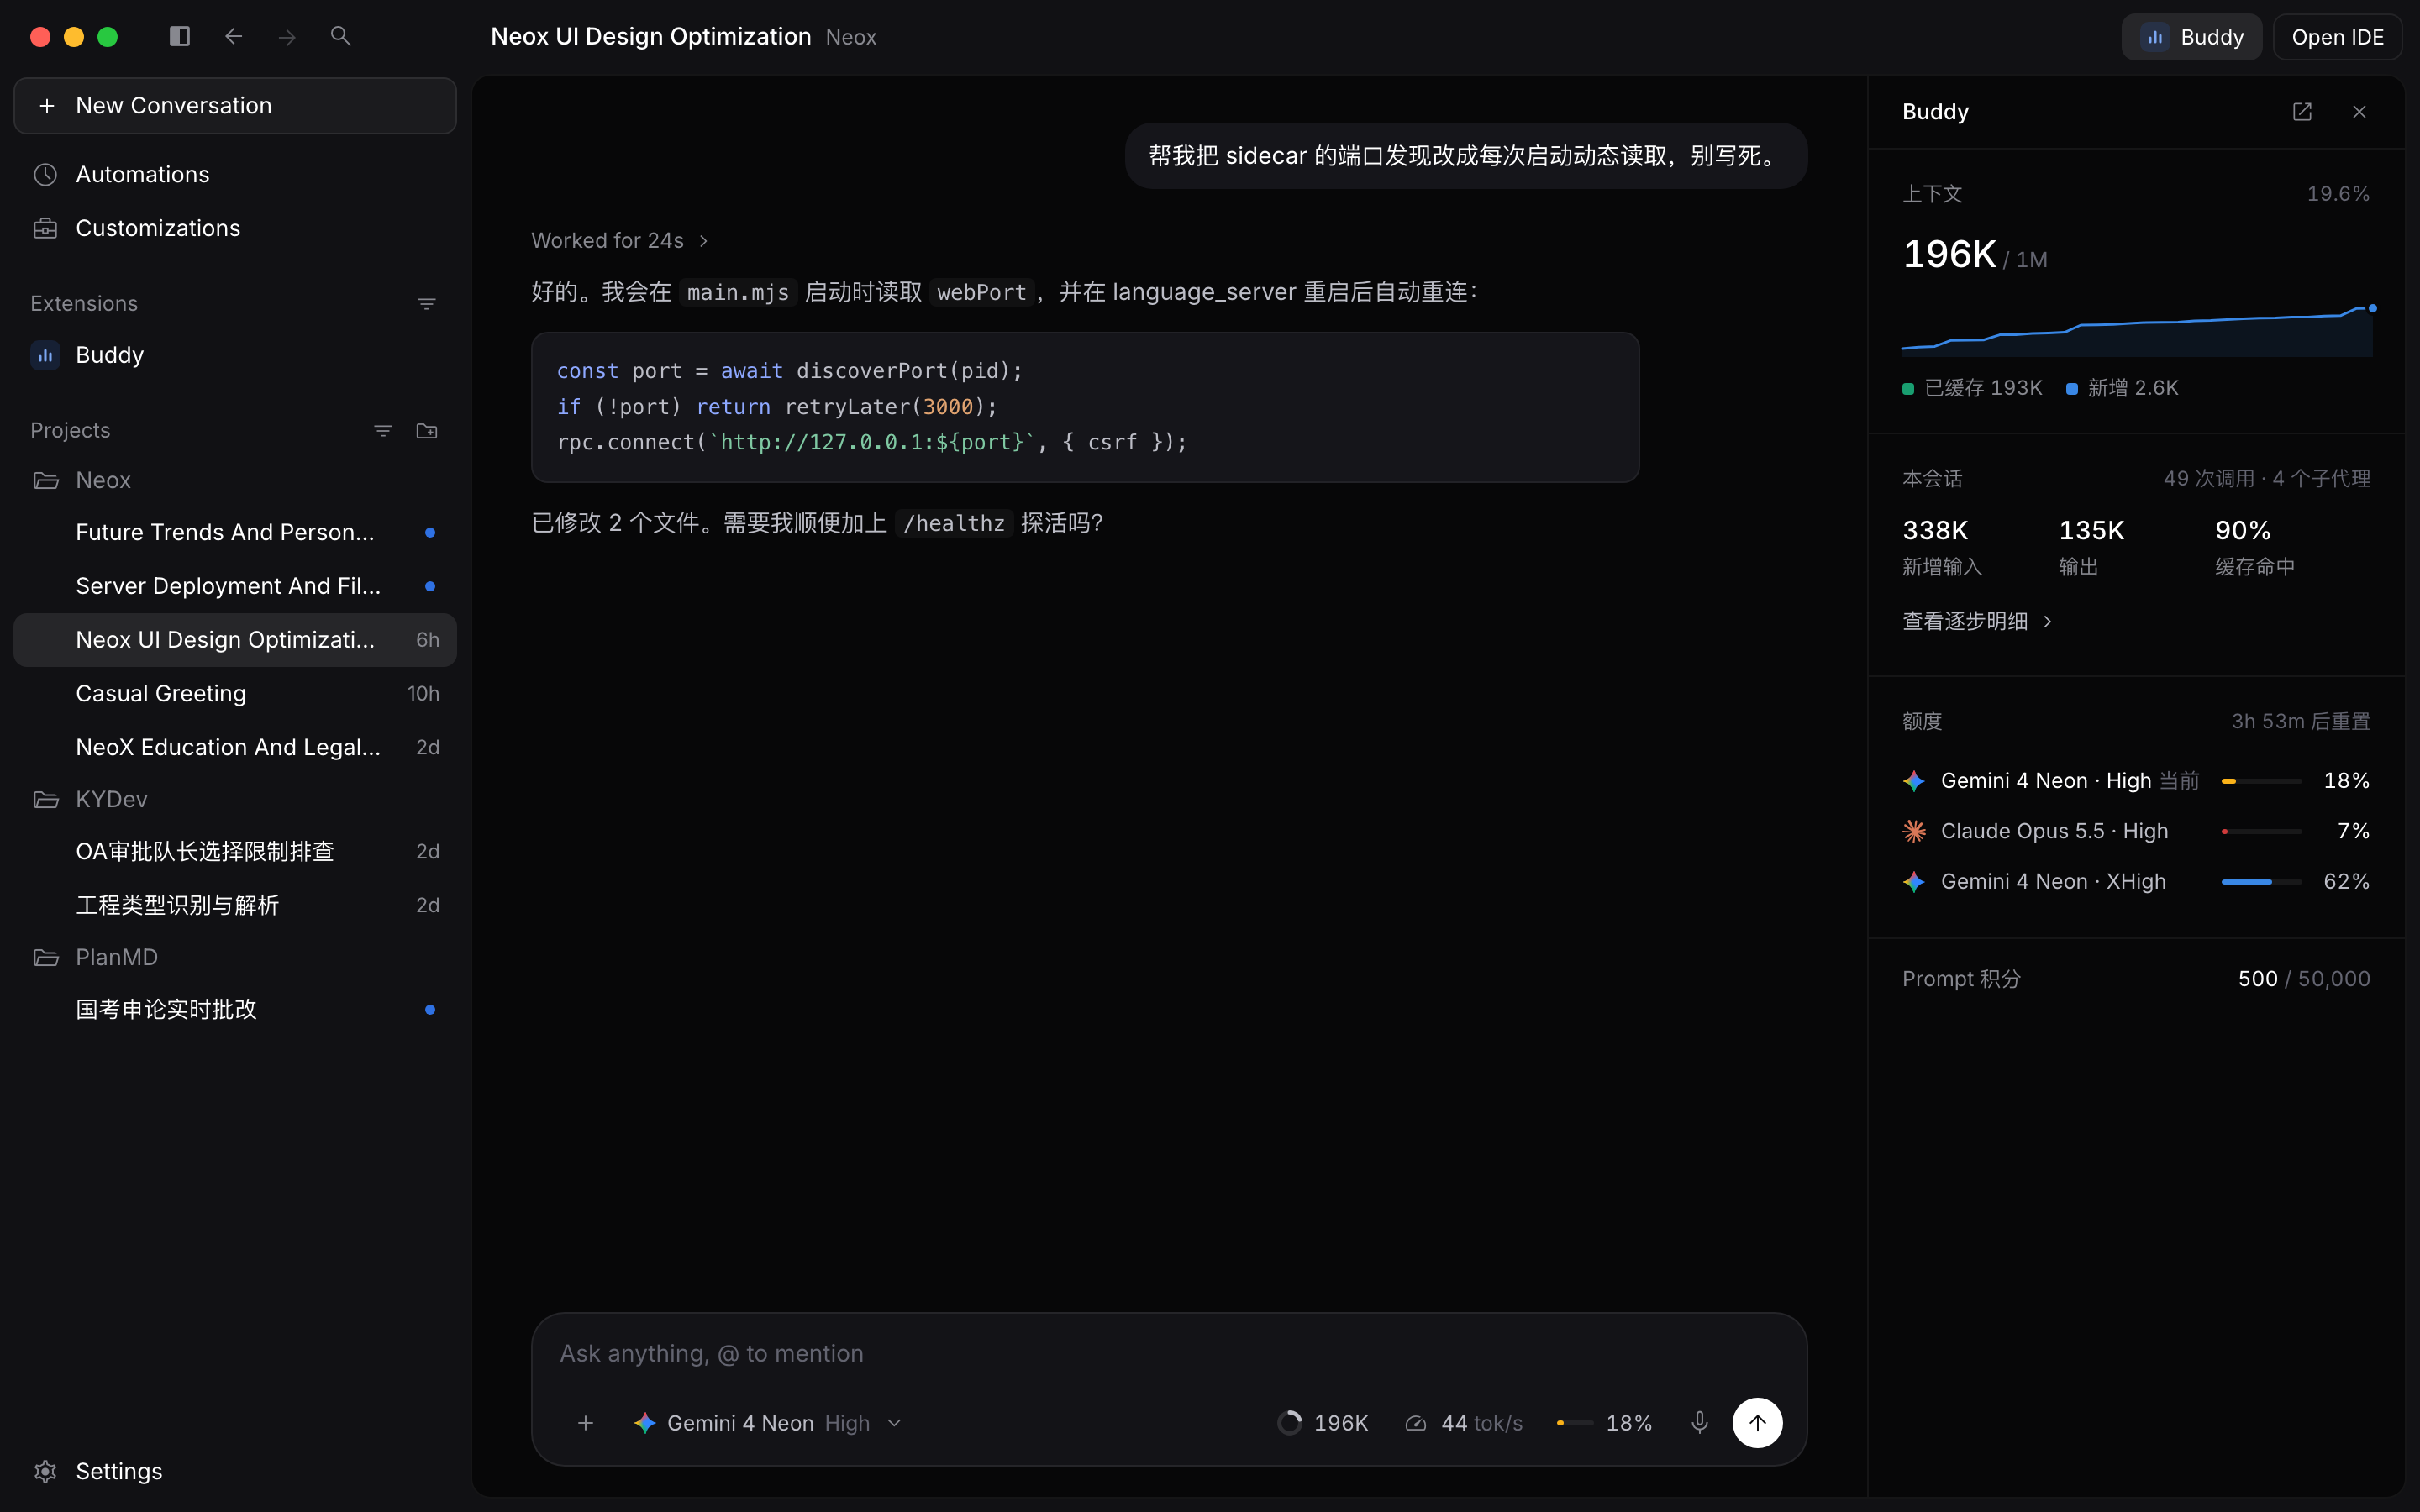 Neox UI Design Optimization Neox
Buddy
Open IDE
New Conversation
Automations
Customizations
Extensions
Buddy
Projects
Neox
Future Trends And Person...
Server Deployment And Fil...
Neox UI Design Optimizati... 6h
Casual Greeting 10h
NeoX Education And Legal... 2d
KYDev
OA审批队长选择限制排查 2d
工程类型识别与解析 2d
PlanMD
国考申论实时批改
Settings
帮我把 sidecar 的端口发现改成每次启动动态读取，别写死。
Worked for 24s
好的。我会在 main.mjs 启动时读取 webPort，并在 language_server 重启后自动重连：
const port = await discoverPort(pid);
if (!port) return retryLater(3000);
rpc.connect(`http://127.0.0.1:${port}`, { csrf });
已修改 2 个文件。需要我顺便加上 /healthz 探活吗？
Ask anything, @ to mention
Gemini 4 Neon High
196K
44 tok/s
18%
Buddy
上下文 19.6%
196K / 1M
已缓存 193K 新增 2.6K
本会话 49 次调用 · 4 个子代理
338K 135K 90%
新增输入 输出 缓存命中
查看逐步明细
额度 3h 53m 后重置
Gemini 4 Neon · High 当前 18%
Claude Opus 5.5 · High 7%
Gemini 4 Neon · XHigh 62%
Prompt 积分 500 / 50,000